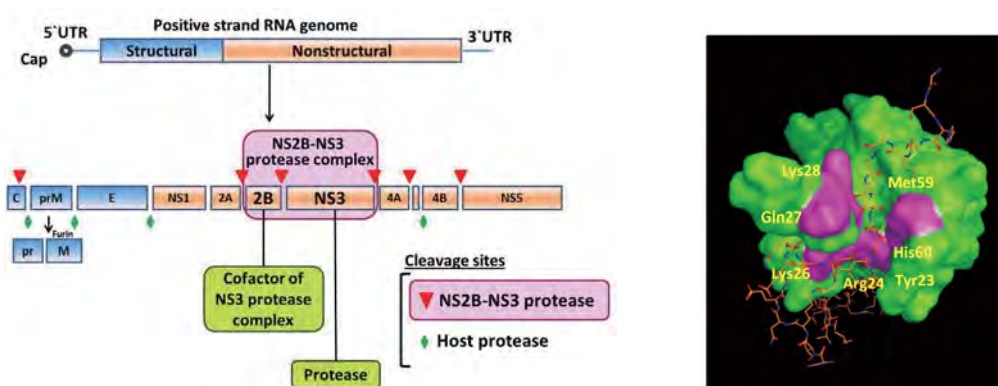 Positive strand RNA genome
5`UTR
3`UTR
Cap
Structural
Nonstructural
NS2B-NS3
protease complex
C
prM
E
NS1
2A
2B
NS3
4A
4B
NS5
Furin
pr
M
Cofactor of
NS3 protease
complex
Protease
Cleavage sites
NS2B-NS3 protease
Host protease
Lys28
Met59
Gln27
His60
Lys26
Arg24
Tyr23